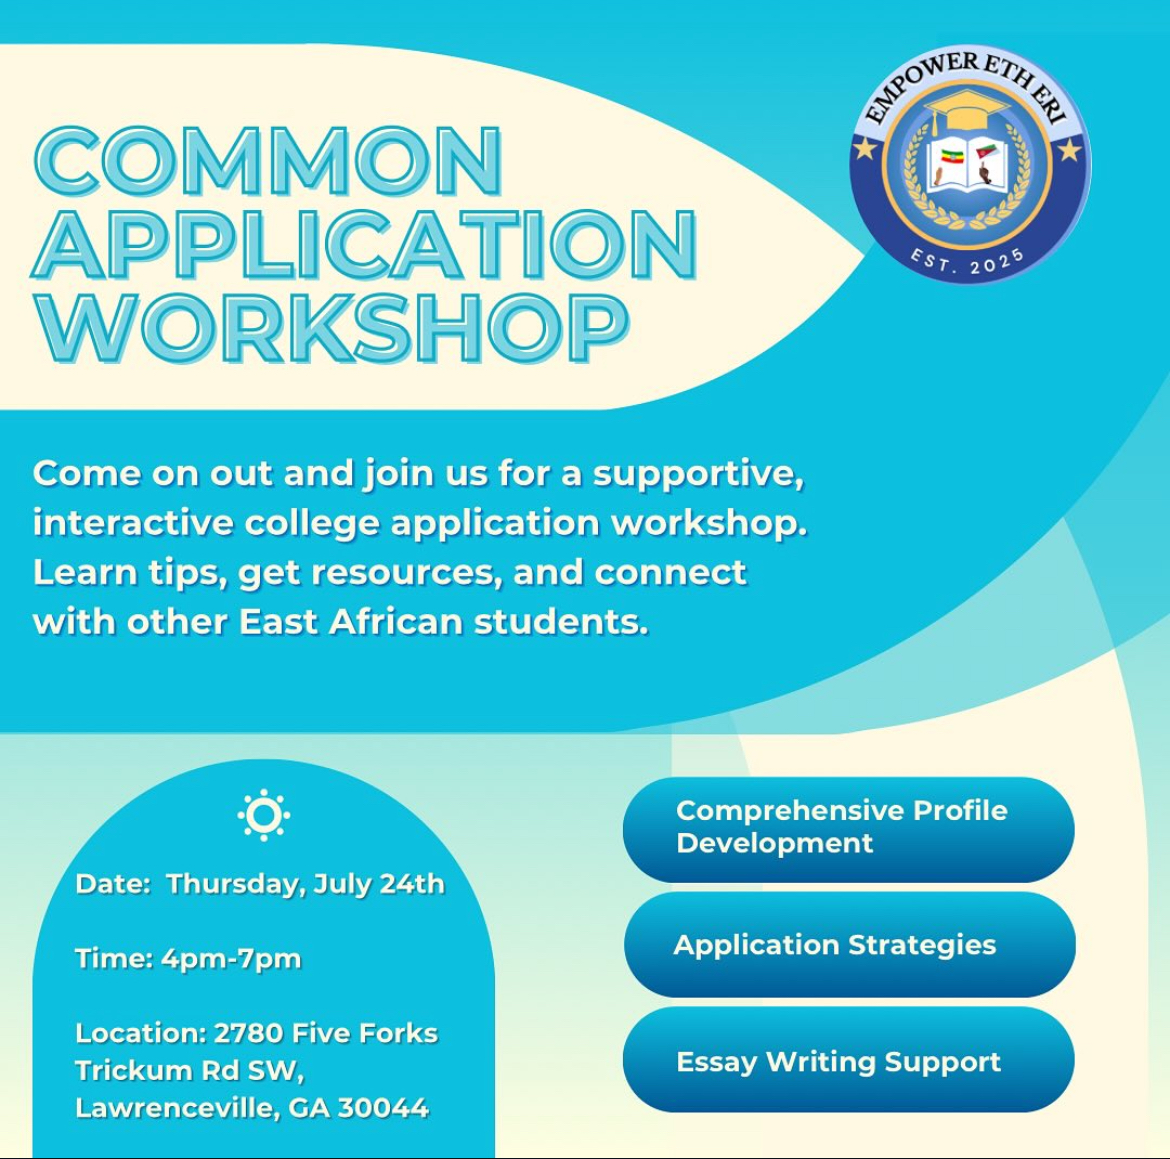 EMPOWER ETH ERI
EST. 2025
COMMON
APPLICATION
WORKSHOP
Come on out and join us for a supportive,
interactive college application workshop.
Learn tips, get resources, and connect
with other East African students.
Date:  Thursday, July 24th
Time: 4pm-7pm
Location: 2780 Five Forks
Trickum Rd SW,
Lawrenceville, GA 30044
Comprehensive Profile
Development
Application Strategies
Essay Writing Support